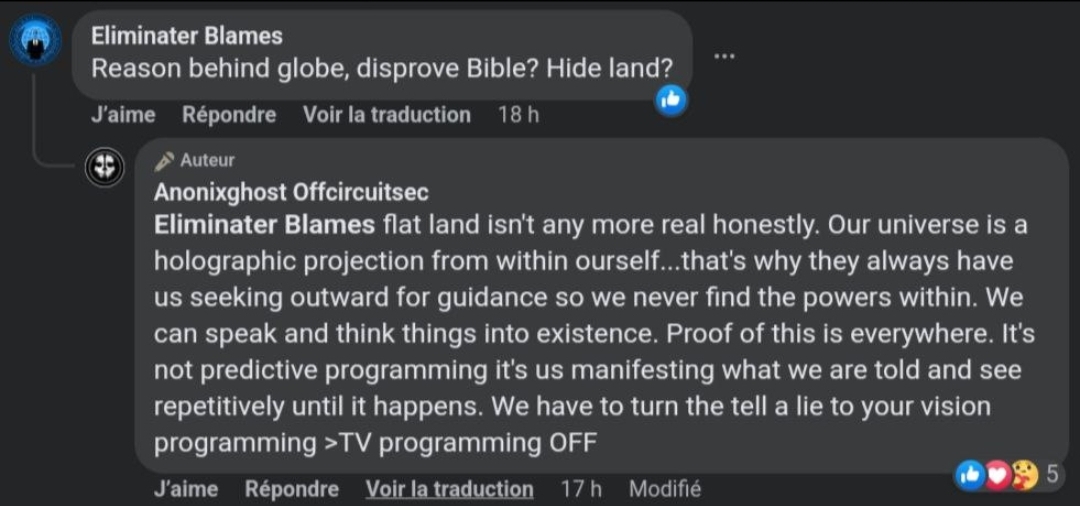 Eliminater Blames
Reason behind globe, disprove Bible? Hide land?
J'aime Répondre Voir la traduction 18 h
Auteur
Anonixghost Offcircuitsec
Eliminater Blames flat land isn't any more real honestly. Our universe is a
holographic projection from within ourself...that's why they always have
us seeking outward for guidance so we never find the powers within. We
can speak and think things into existence. Proof of this is everywhere. It's
not predictive programming it's us manifesting what we are told and see
repetitively until it happens. We have to turn the tell a lie to your vision
programming >TV programming OFF
J'aime Répondre Voir la traduction 17 h Modifié
5